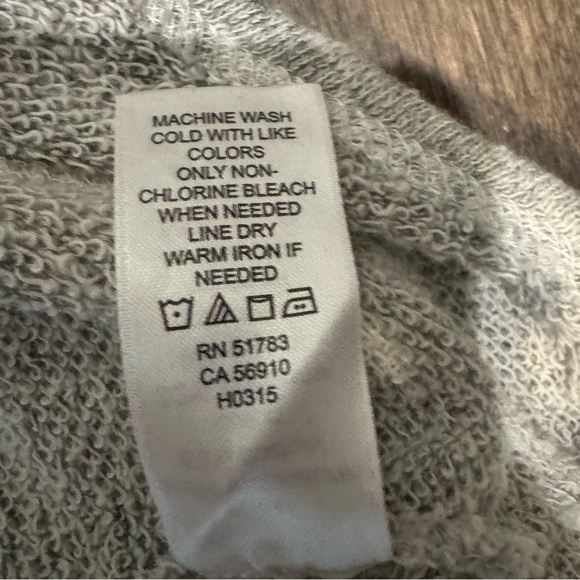 MACHINE WASH
COLD WITH LIKE
COLORS
ONLY NON-
CHLORINE BLEACH
WHEN NEEDED
LINE DRY
WARM IRON IF
NEEDED
RN 51783
CA 56910
H0315